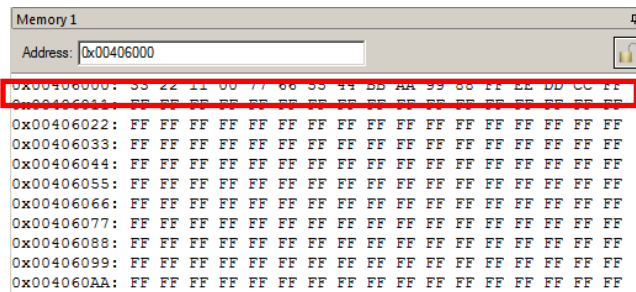 Memory 1
Address: 0x00406000
0x00406000: 33 22 11 00 77 66 55 44 BB AA 99 88 FF EE DD CC FF
0x00406011: FF FF FF FF FF FF FF FF FF FF FF FF FF FF FF FF FF
0x00406022: FF FF FF FF FF FF FF FF FF FF FF FF FF FF FF FF FF
0x00406033: FF FF FF FF FF FF FF FF FF FF FF FF FF FF FF FF FF
0x00406044: FF FF FF FF FF FF FF FF FF FF FF FF FF FF FF FF FF
0x00406055: FF FF FF FF FF FF FF FF FF FF FF FF FF FF FF FF FF
0x00406066: FF FF FF FF FF FF FF FF FF FF FF FF FF FF FF FF FF
0x00406077: FF FF FF FF FF FF FF FF FF FF FF FF FF FF FF FF FF
0x00406088: FF FF FF FF FF FF FF FF FF FF FF FF FF FF FF FF FF
0x00406099: FF FF FF FF FF FF FF FF FF FF FF FF FF FF FF FF FF
0x004060AA: FF FF FF FF FF FF FF FF FF FF FF FF FF FF FF FF FF